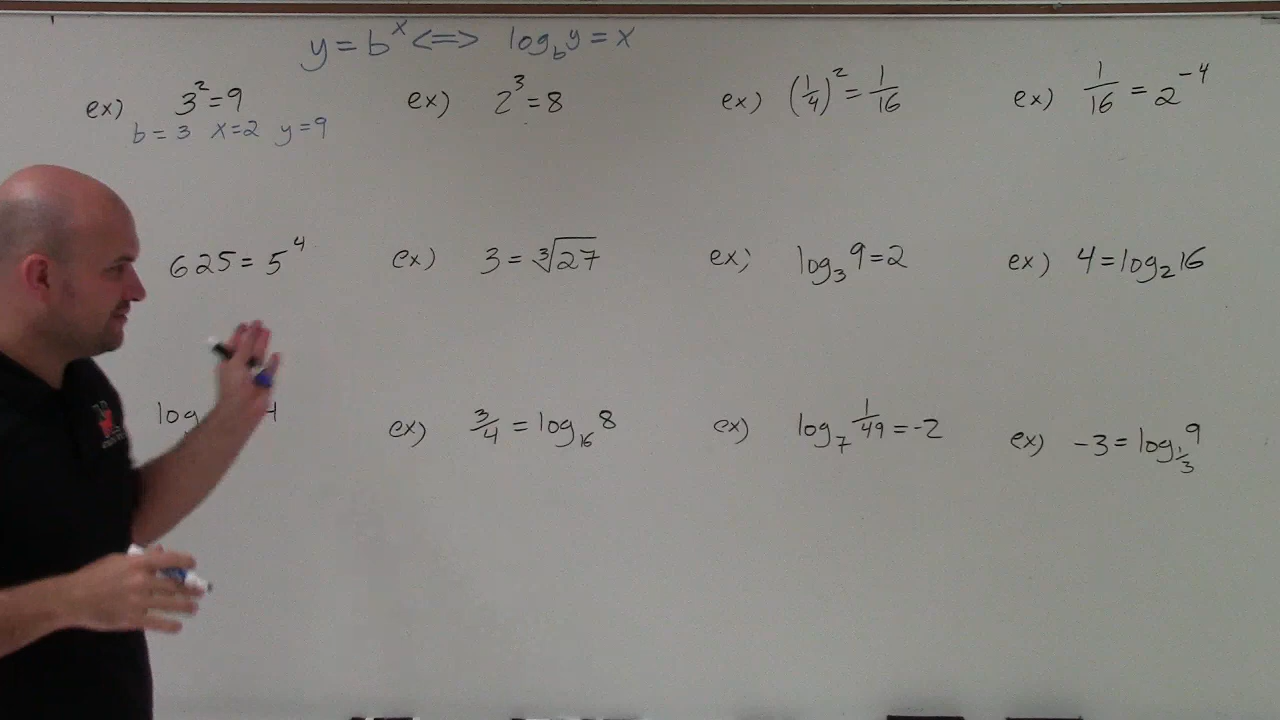 y = b^x <=> log_b y = x
ex) 3^2 = 9 ex) 2^3 = 8 ex) (1/4)^2 = 1/16 ex) 1/16 = 2^-4
b = 3 x = 2 y = 9
625 = 5^4 ex) 3 = ∛27 ex) log_3 9 = 2 ex) 4 = log_2 16
log ex) 3/4 = log_16 8 ex) log_7 1/49 = -2 ex) -3 = log_1/3 9